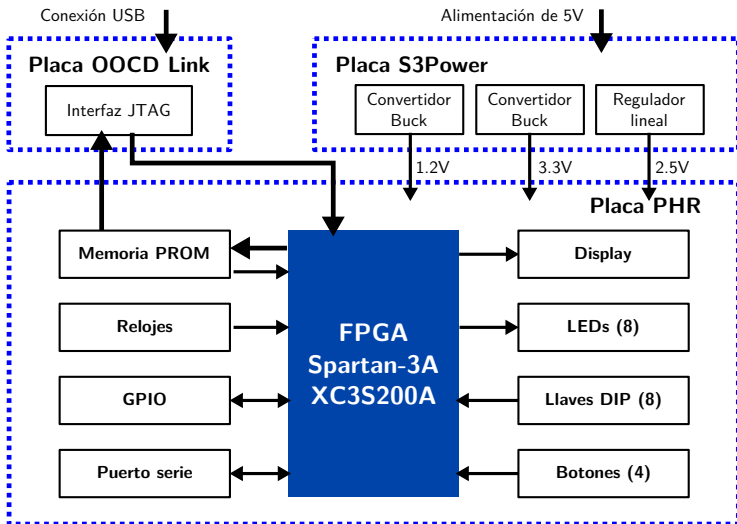 Conexión USB
Alimentación de 5V
Placa OOCD Link
Placa S3Power
Interfaz JTAG
Convertidor
Buck
Convertidor
Buck
Regulador
lineal
1.2V
3.3V
2.5V
Placa PHR
Memoria PROM
Display
Relojes
LEDs (8)
FPGA
Spartan-3A
XC3S200A
GPIO
Llaves DIP (8)
Puerto serie
Botones (4)